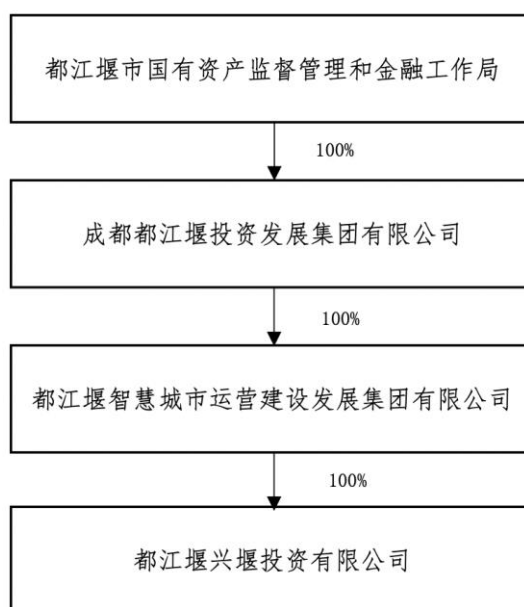 都江堰市国有资产监督管理和金融工作局
100%
成都都江堰投资发展集团有限公司
100%
都江堰智慧城市运营建设发展集团有限公司
100%
都江堰兴堰投资有限公司